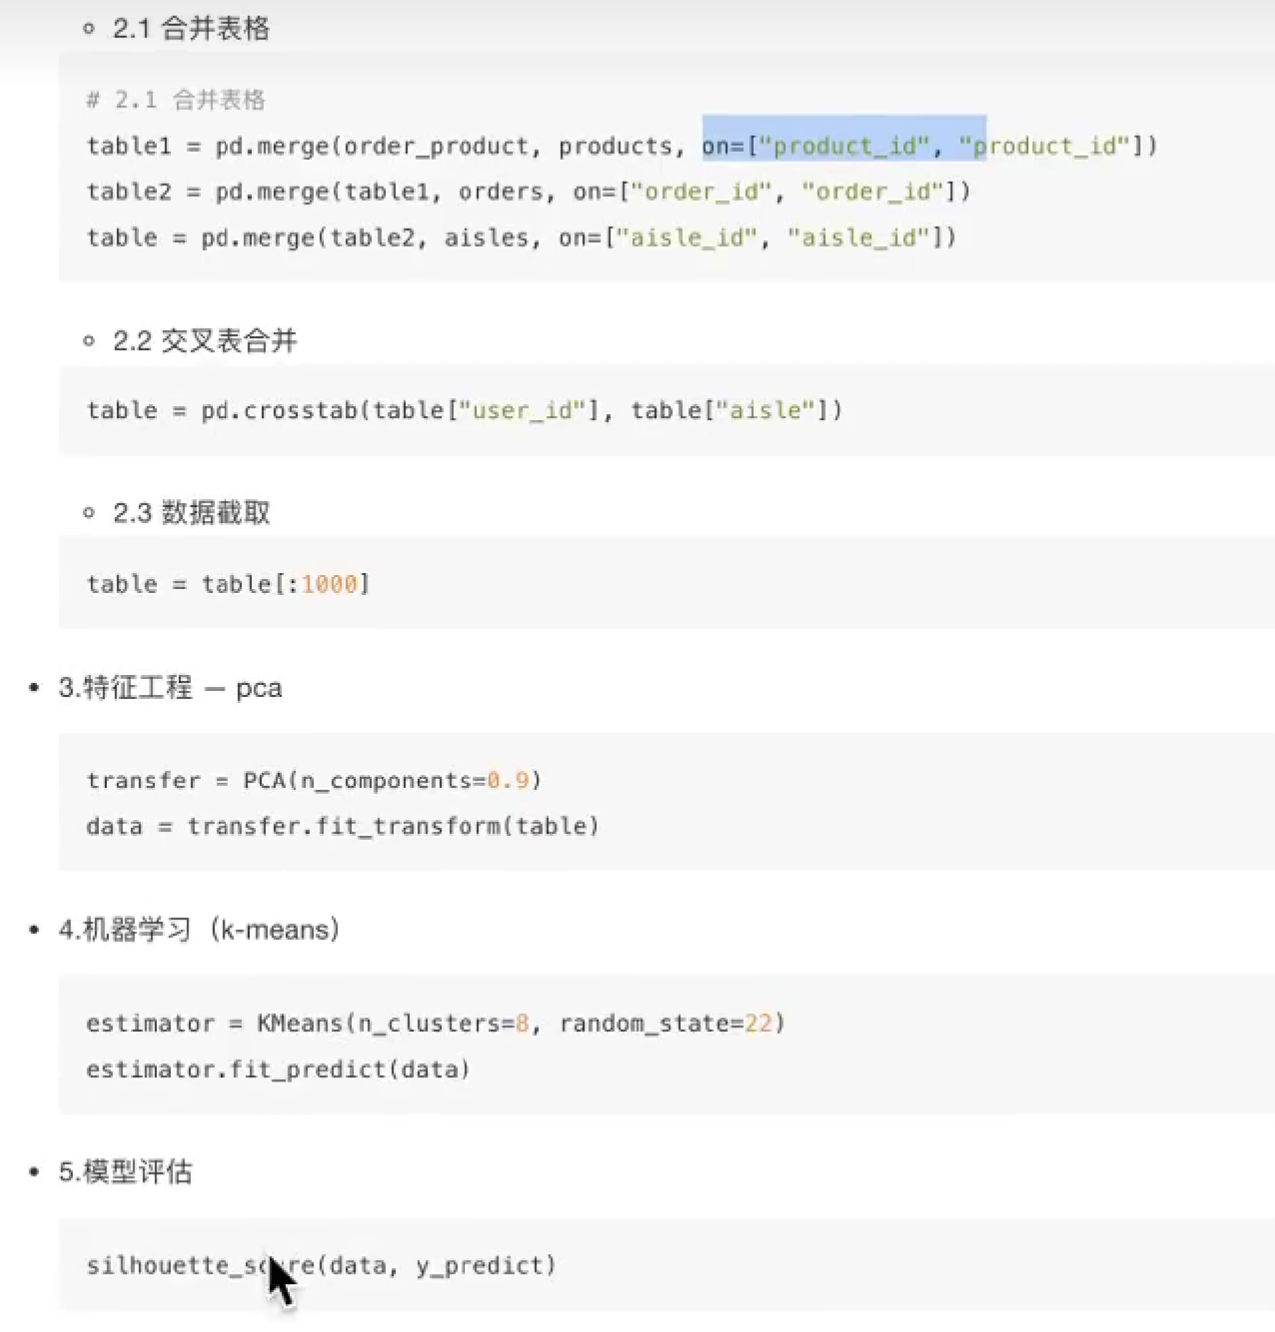 2.1 合并表格
# 2.1 合并表格
table1 = pd.merge(order_product, products, on=["product_id", "product_id"])
table2 = pd.merge(table1, orders, on=["order_id", "order_id"])
table = pd.merge(table2, aisles, on=["aisle_id", "aisle_id"])
2.2 交叉表合并
table = pd.crosstab(table["user_id"], table["aisle"])
2.3 数据截取
table = table[:1000]
3.特征工程 — pca
transfer = PCA(n_components=0.9)
data = transfer.fit_transform(table)
4.机器学习（k-means）
estimator = KMeans(n_clusters=8, random_state=22)
estimator.fit_predict(data)
5.模型评估
silhouette_score(data, y_predict)